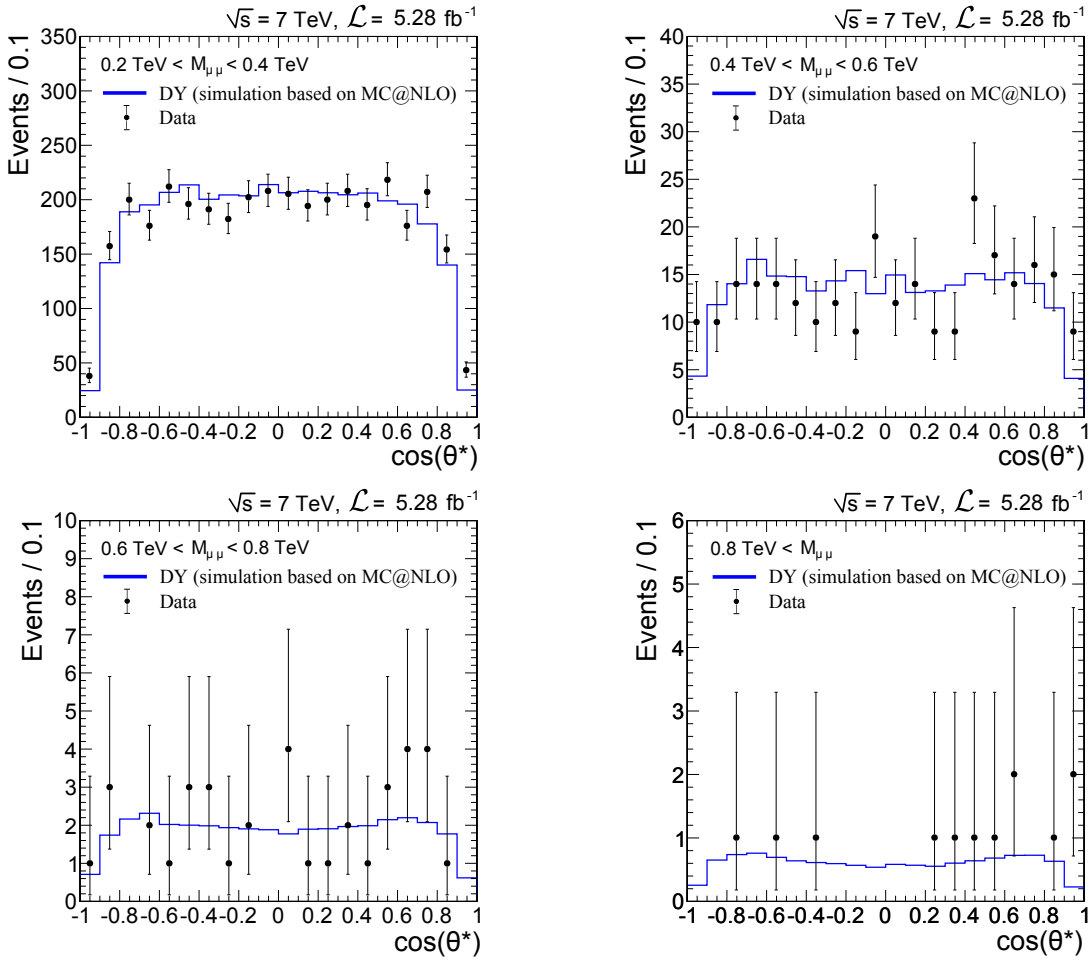 √s = 7 TeV, ℒ = 5.28 fb⁻¹
0.2 TeV < M_μμ < 0.4 TeV
DY (simulation based on MC@NLO)
Data
Events / 0.1
350
300
250
200
150
100
50
0
-1 -0.8 -0.6 -0.4 -0.2 0 0.2 0.4 0.6 0.8 1
cos(θ*)
√s = 7 TeV, ℒ = 5.28 fb⁻¹
0.4 TeV < M_μμ < 0.6 TeV
DY (simulation based on MC@NLO)
Data
Events / 0.1
40
35
30
25
20
15
10
5
0
-1 -0.8 -0.6 -0.4 -0.2 0 0.2 0.4 0.6 0.8 1
cos(θ*)
√s = 7 TeV, ℒ = 5.28 fb⁻¹
0.6 TeV < M_μμ < 0.8 TeV
DY (simulation based on MC@NLO)
Data
Events / 0.1
10
9
8
7
6
5
4
3
2
1
0
-1 -0.8 -0.6 -0.4 -0.2 0 0.2 0.4 0.6 0.8 1
cos(θ*)
√s = 7 TeV, ℒ = 5.28 fb⁻¹
0.8 TeV < M_μμ
DY (simulation based on MC@NLO)
Data
Events / 0.1
6
5
4
3
2
1
0
-1 -0.8 -0.6 -0.4 -0.2 0 0.2 0.4 0.6 0.8 1
cos(θ*)